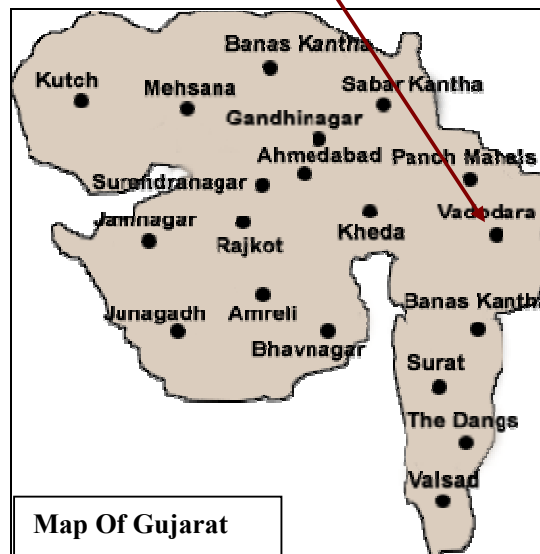 Banas Kantha
Kutch
Mehsana
Sabar Kantha
Gandhinagar
Ahmedabad
Panch Mahals
Surendranagar
Jamnagar
Vadodara
Rajkot
Kheda
Junagadh
Amreli
Banas Kantha
Bhavnagar
Surat
The Dangs
Valsad
Map Of Gujarat